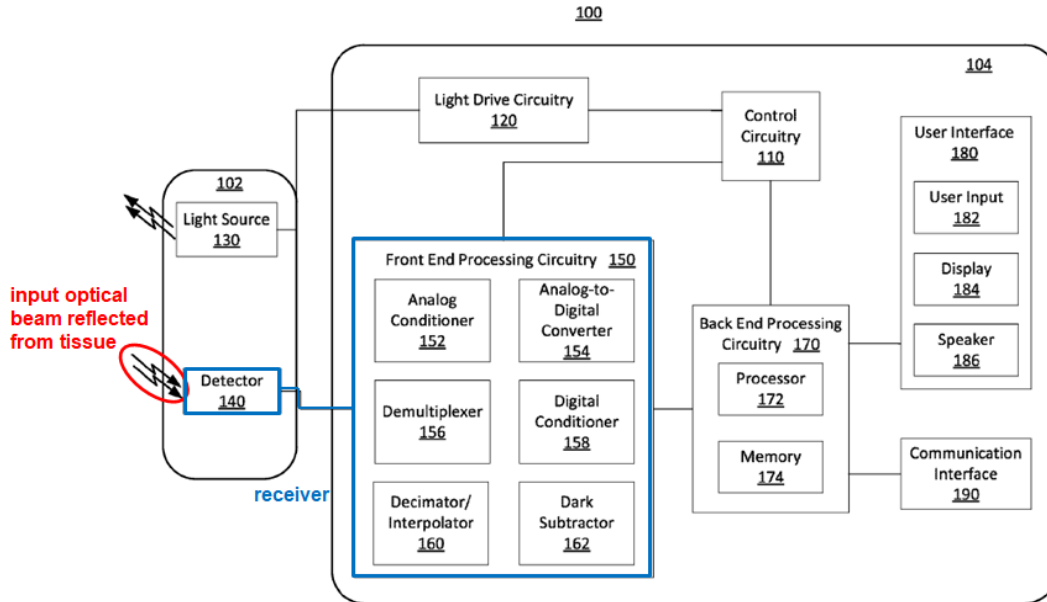 100
104
Light Drive Circuitry
120
Control
Circuitry
110
User Interface
180
User Input
182
Display
184
Speaker
186
102
Light Source
130
input optical
beam reflected
from tissue
Detector
140
receiver
Front End Processing Circuitry 150
Analog
Conditioner
152
Analog-to-
Digital
Converter
154
Demultiplexer
156
Digital
Conditioner
158
Decimator/
Interpolator
160
Dark
Subtractor
162
Back End Processing
Circuitry 170
Processor
172
Memory
174
Communication
Interface
190